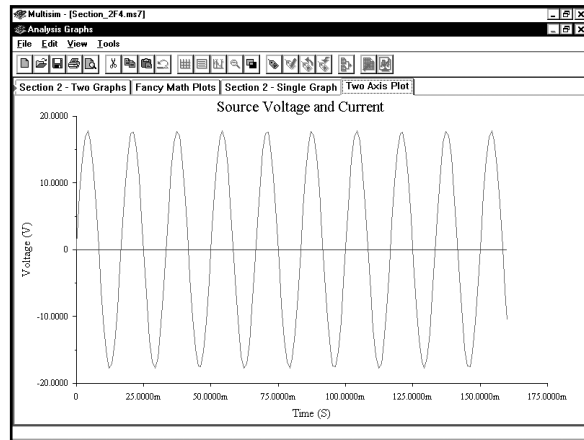 Multisim - [Section_2F4.ms7]
Analysis Graphs
File Edit View Tools
Section 2 - Two Graphs Fancy Math Plots Section 2 - Single Graph Two Axis Plot
Source Voltage and Current
20.0000
10.0000
0
-10.0000
-20.0000
Voltage (V)
0 25.0000m 50.0000m 75.0000m 100.0000m 125.0000m 150.0000m 175.0000m
Time (S)